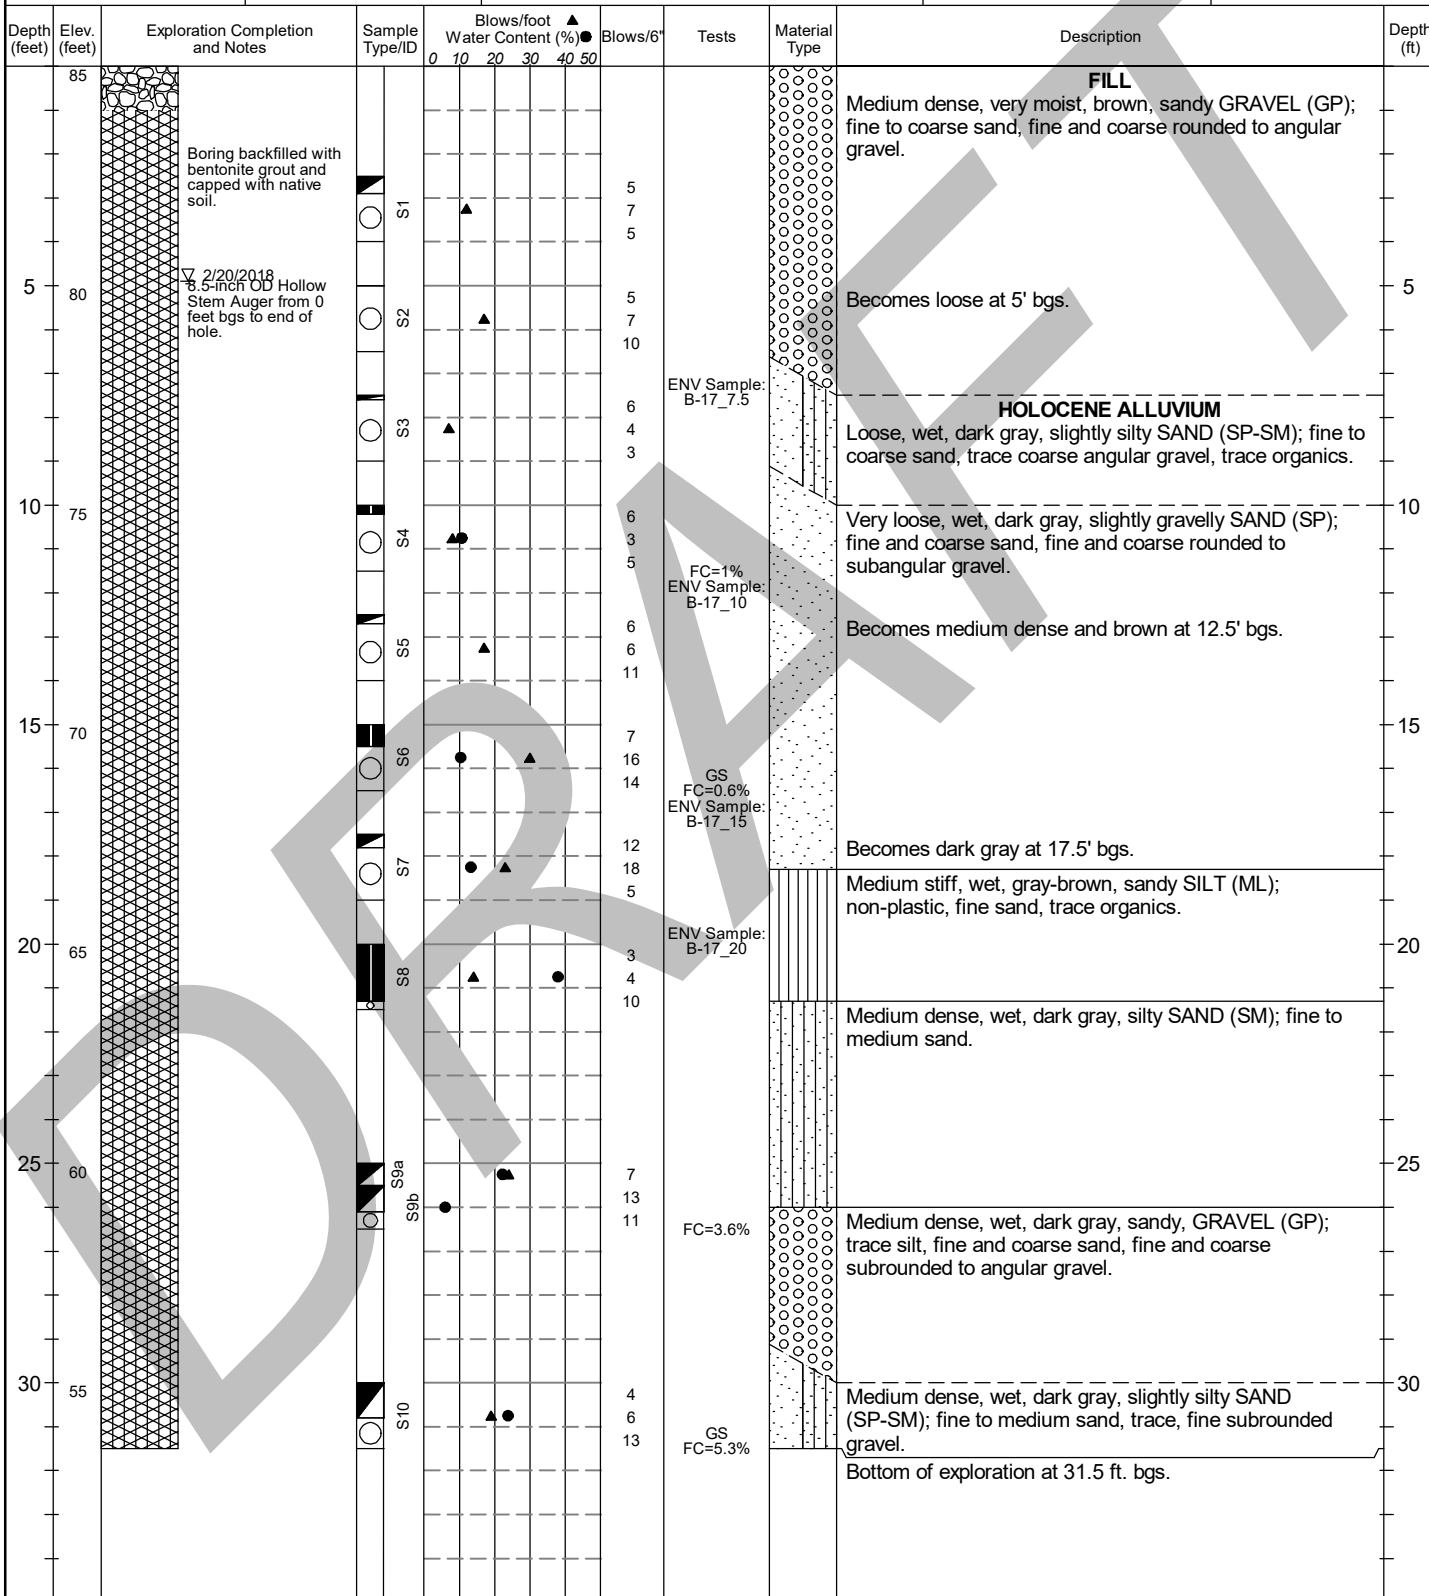 Depth (feet)
Elev. (feet)
Exploration Completion and Notes
Sample Type/ID
Blows/foot ▲
Water Content (%)●
0 10 20 30 40 50
Blows/6"
Tests
Material Type
Description
Depth (ft)
85
FILL
Medium dense, very moist, brown, sandy GRAVEL (GP);
fine to coarse sand, fine and coarse rounded to angular
gravel.
Boring backfilled with
bentonite grout and
capped with native
soil.
S1
5
7
5
2/20/2018
8.5-inch OD Hollow
Stem Auger from 0
feet bgs to end of
hole.
5
80
S2
5
7
10
Becomes loose at 5' bgs.
5
ENV Sample:
B-17_7.5
S3
6
4
3
HOLOCENE ALLUVIUM
Loose, wet, dark gray, slightly silty SAND (SP-SM); fine to
coarse sand, trace coarse angular gravel, trace organics.
10
75
S4
6
3
5
FC=1%
ENV Sample:
B-17_10
Very loose, wet, dark gray, slightly gravelly SAND (SP);
fine and coarse sand, fine and coarse rounded to
subangular gravel.
10
S5
6
6
11
Becomes medium dense and brown at 12.5' bgs.
15
70
S6
7
16
14
GS
FC=0.6%
ENV Sample:
B-17_15
15
S7
12
18
5
Becomes dark gray at 17.5' bgs.
Medium stiff, wet, gray-brown, sandy SILT (ML);
non-plastic, fine sand, trace organics.
20
65
S8
3
4
10
ENV Sample:
B-17_20
20
Medium dense, wet, dark gray, silty SAND (SM); fine to
medium sand.
25
60
S9a
S9b
7
13
11
FC=3.6%
25
Medium dense, wet, dark gray, sandy, GRAVEL (GP);
trace silt, fine and coarse sand, fine and coarse
subrounded to angular gravel.
30
55
S10
4
6
13
GS
FC=5.3%
30
Medium dense, wet, dark gray, slightly silty SAND
(SP-SM); fine to medium sand, trace, fine subrounded
gravel.
Bottom of exploration at 31.5 ft. bgs.
DRAFT